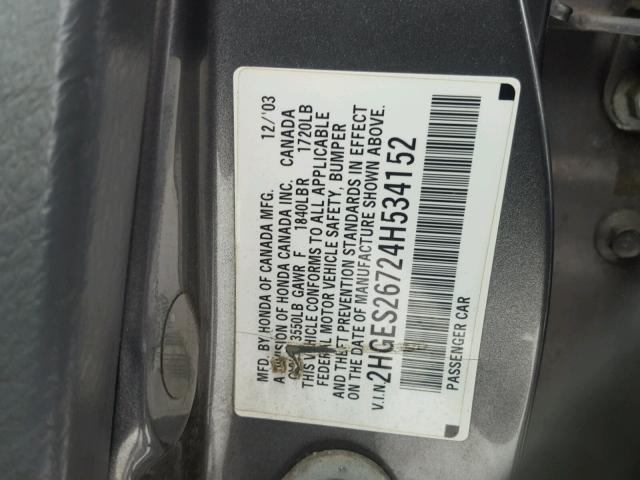 MFD. BY HONDA OF CANADA MFG. 12/'03
A DIVISION OF HONDA CANADA INC. CANADA
3550LB GAWR F 1840LBR 1720LB
THIS VEHICLE CONFORMS TO ALL APPLICABLE
FEDERAL MOTOR VEHICLE SAFETY, BUMPER
AND THEFT PREVENTION STANDARDS IN EFFECT
ON THE DATE OF MANUFACTURE SHOWN ABOVE.
V.I.N. 2HGES26724H534152
PASSENGER CAR